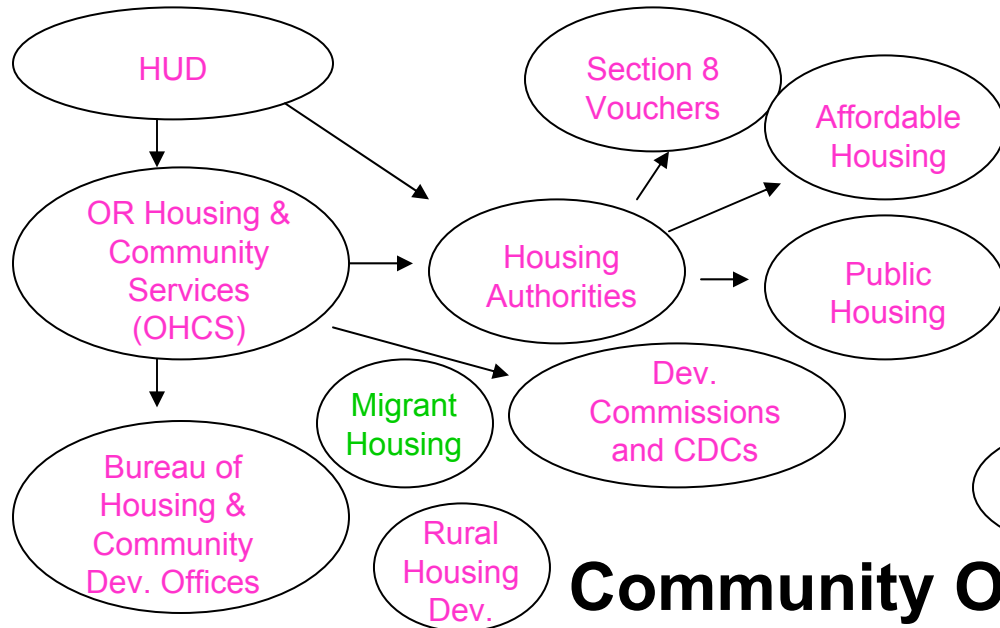 HUD
Section 8
Vouchers
Affordable
Housing
OR Housing &
Community
Services
(OHCS)
Housing
Authorities
Public
Housing
Migrant
Housing
Dev.
Commissions
and CDCs
Bureau of
Housing &
Community
Dev. Offices
Rural
Housing
Dev.
Community O